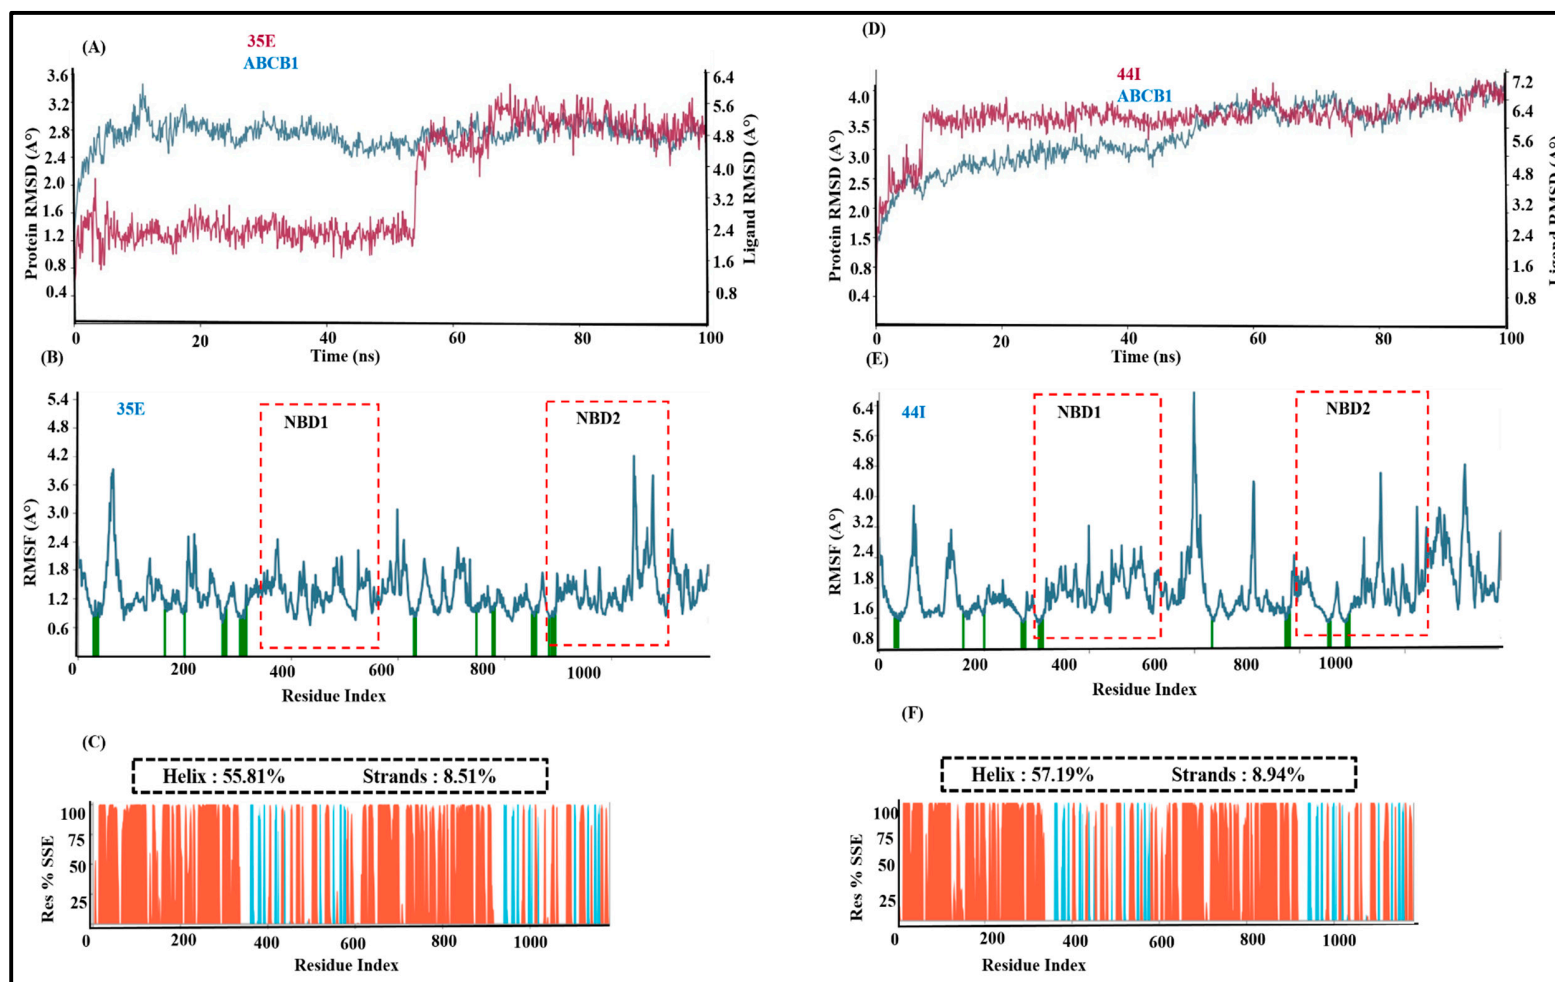 (A)
35E
ABCB1
3.6
3.2
2.8
2.4
2.0
1.6
1.2
0.8
0.4
Protein RMSD (A°)
6.4
5.6
4.8
4.0
3.2
2.4
1.6
0.8
Ligand RMSD (A°)
0 20 40 60 80 100
Time (ns)
(D)
44I
ABCB1
4.0
3.5
3.0
2.5
2.0
1.5
0.8
0.4
Protein RMSD (A°)
7.2
6.4
5.6
4.8
3.2
2.4
1.6
0.8
Ligand RMSD (A°)
0 20 40 60 80 100
Time (ns)
(B)
35E
NBD1
NBD2
5.4
4.2
3.6
3.0
2.4
1.8
1.2
0.6
RMSF (A°)
0 200 400 600 800 1000
Residue Index
(E)
44I
NBD1
NBD2
6.4
5.6
4.8
4.0
3.2
2.4
1.8
1.6
0.8
RMSF (A°)
0 200 400 600 800 1000
Residue Index
(C)
Helix : 55.81% Strands : 8.51%
100
75
50
25
Res % SSE
0 200 400 600 800 1000
Residue Index
(F)
Helix : 57.19% Strands : 8.94%
100
75
50
25
Res % SSE
0 200 400 600 800 1000
Residue Index